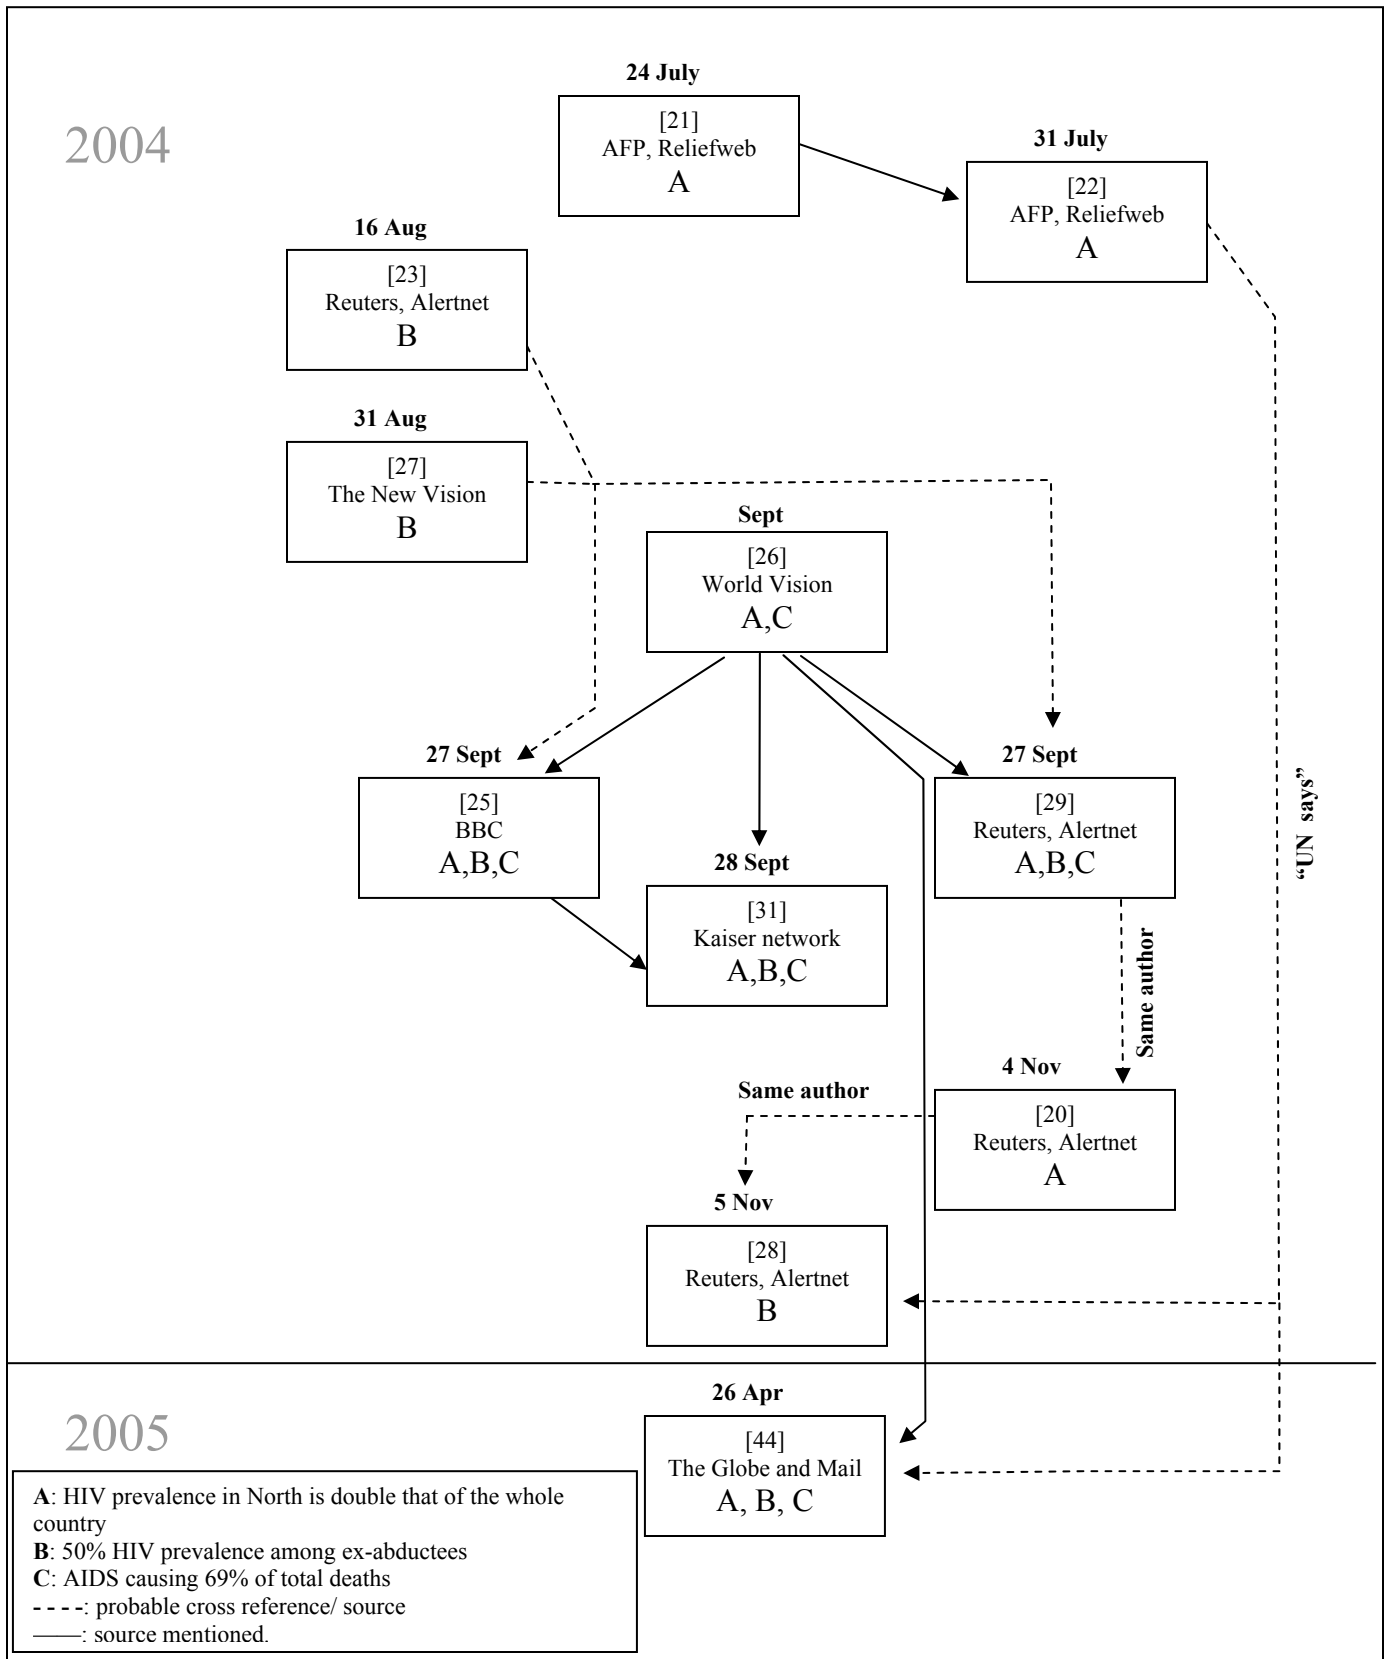 2004
24 July
[21]
AFP, Reliefweb
A
31 July
[22]
AFP, Reliefweb
A
16 Aug
[23]
Reuters, Alertnet
B
31 Aug
[27]
The New Vision
B
Sept
[26]
World Vision
A,C
27 Sept
[25]
BBC
A,B,C
28 Sept
[31]
Kaiser network
A,B,C
27 Sept
[29]
Reuters, Alertnet
A,B,C
“UN says”
Same author
4 Nov
[20]
Reuters, Alertnet
A
Same author
5 Nov
[28]
Reuters, Alertnet
B
2005
26 Apr
[44]
The Globe and Mail
A, B, C
A: HIV prevalence in North is double that of the whole
country
B: 50% HIV prevalence among ex-abductees
C: AIDS causing 69% of total deaths
- - - -: probable cross reference/ source
——: source mentioned.